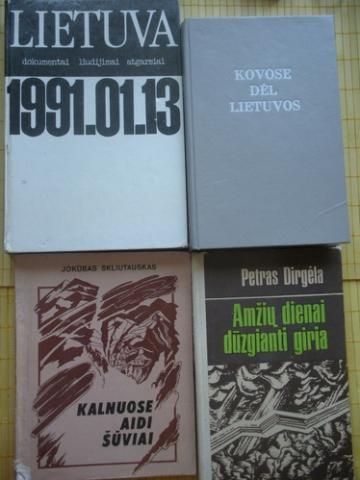 LIETUVA
dokumentai liudijimai atgarsiai
1991.01.13
KOVOSE
DĖL
LIETUVOS
JOKŪBAS SKLIUTAUSKAS
KALNUOSE
AIDI
ŠŪVIAI
Petras Dirgėla
Amžių dienai
dūzgianti giria